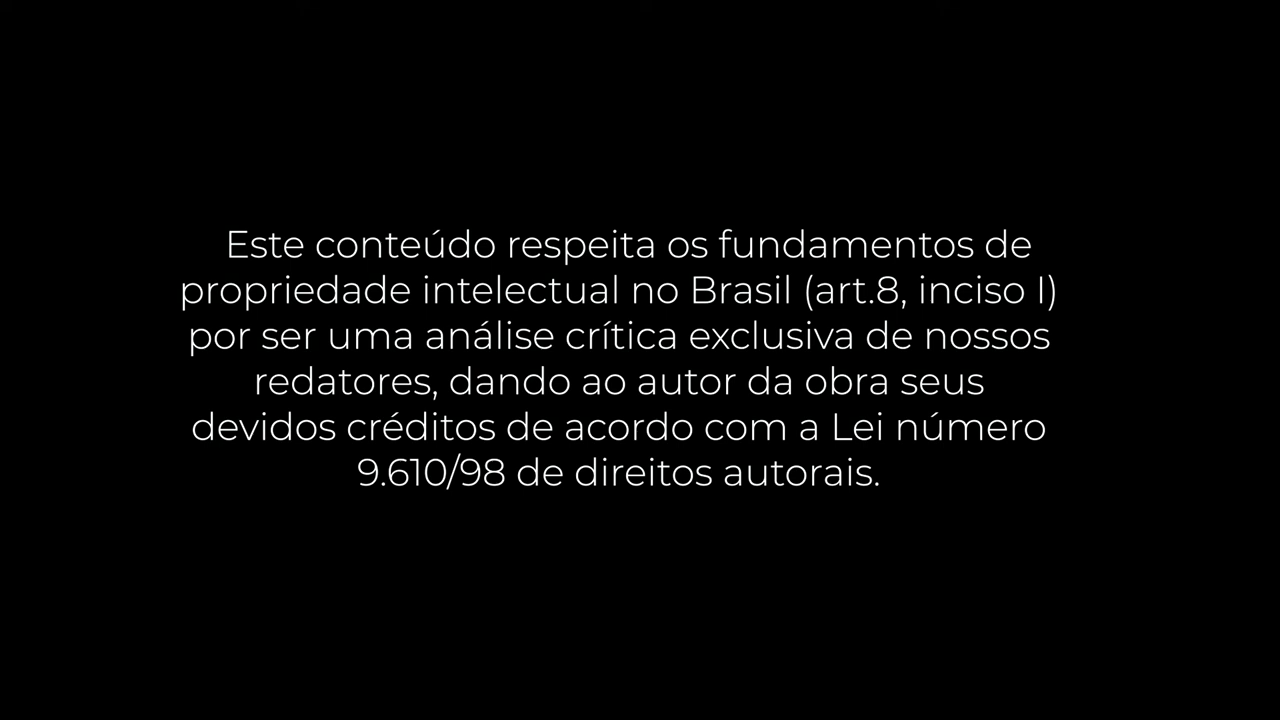 Este conteúdo respeita os fundamentos de
propriedade intelectual no Brasil (art.8, inciso I)
por ser uma análise crítica exclusiva de nossos
redatores, dando ao autor da obra seus
devidos créditos de acordo com a Lei número
9.610/98 de direitos autorais.